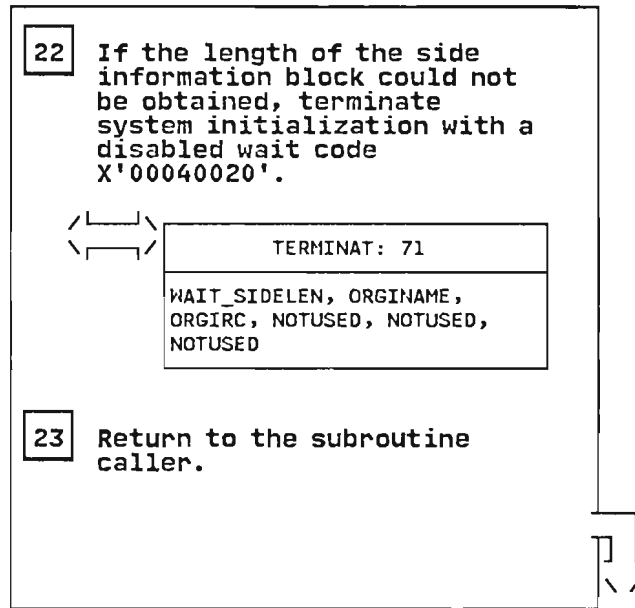 22 If the length of the side
information block could not
be obtained, terminate
system initialization with a
disabled wait code
X'00040020'.
TERMINAT: 71
WAIT_SIDELEN, ORGINAME,
ORGIRC, NOTUSED, NOTUSED,
NOTUSED
23 Return to the subroutine
caller.